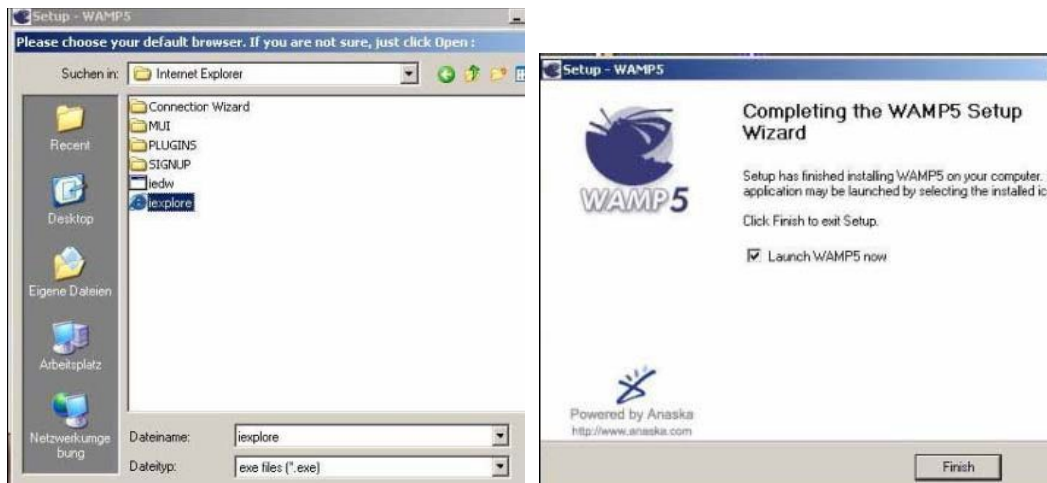 Setup - WAMP5
Please choose your default browser. If you are not sure, just click Open :
Suchen in:
Internet Explorer
Connection Wizard
MUI
PLUGINS
SIGNUP
iedw
iexplore
Recent
Desktop
Eigene Dateien
Arbeitsplatz
Netzwerkumge
bung
Dateiname:
iexplore
Dateityp:
exe files (*.exe)
Setup - WAMP5
Completing the WAMP5 Setup
Wizard
Setup has finished installing WAMP5 on your computer.
application may be launched by selecting the installed ic
Click Finish to exit Setup.
Launch WAMP5 now
WAMP5
Powered by Anaska
http://www.anaska.com
Finish